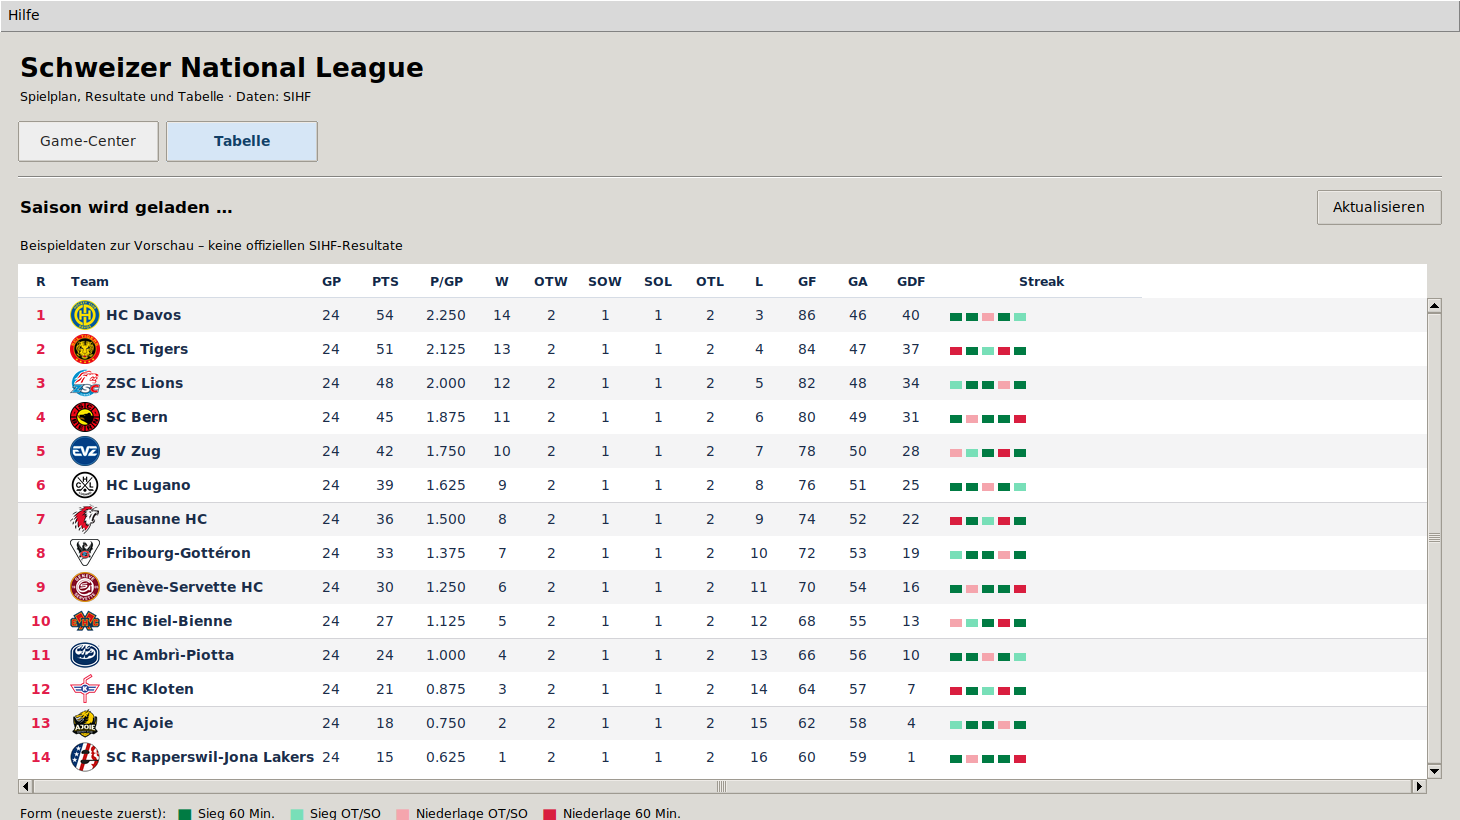 Hilfe
Schweizer National League
Spielplan, Resultate und Tabelle · Daten: SIHF
Game-Center Tabelle
Saison wird geladen ...
Aktualisieren
Beispieldaten zur Vorschau – keine offiziellen SIHF-Resultate
R Team GP PTS P/GP W OTW SOW SOL OTL L GF GA GDF Streak
1 HC Davos 24 54 2.250 14 2 1 1 2 3 86 46 40
2 SCL Tigers 24 51 2.125 13 2 1 1 2 4 84 47 37
3 ZSC Lions 24 48 2.000 12 2 1 1 2 5 82 48 34
4 SC Bern 24 45 1.875 11 2 1 1 2 6 80 49 31
5 EV Zug 24 42 1.750 10 2 1 1 2 7 78 50 28
6 HC Lugano 24 39 1.625 9 2 1 1 2 8 76 51 25
7 Lausanne HC 24 36 1.500 8 2 1 1 2 9 74 52 22
8 Fribourg-Gottéron 24 33 1.375 7 2 1 1 2 10 72 53 19
9 Genève-Servette HC 24 30 1.250 6 2 1 1 2 11 70 54 16
10 EHC Biel-Bienne 24 27 1.125 5 2 1 1 2 12 68 55 13
11 HC Ambrì-Piotta 24 24 1.000 4 2 1 1 2 13 66 56 10
12 EHC Kloten 24 21 0.875 3 2 1 1 2 14 64 57 7
13 HC Ajoie 24 18 0.750 2 2 1 1 2 15 62 58 4
14 SC Rapperswil-Jona Lakers 24 15 0.625 1 2 1 1 2 16 60 59 1
Form (neueste zuerst): Sieg 60 Min. Sieg OT/SO Niederlage OT/SO Niederlage 60 Min.